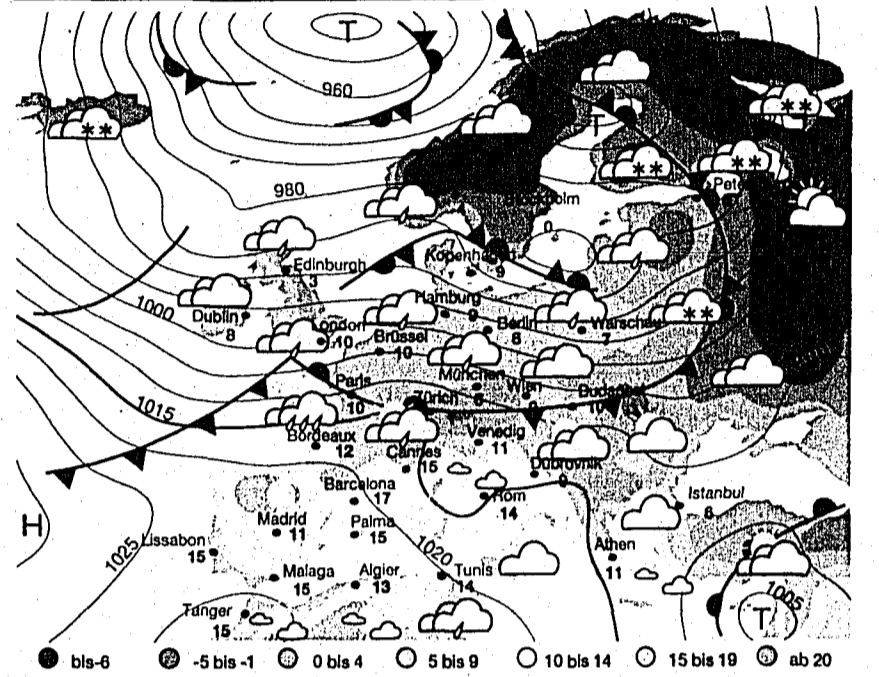 T
960
T
980
Edinburgh
3
Kopenhagen
9
0
1000
Dublin
8
Hamburg
9
Berlin
8
Warschau
7
London
10
Brüssel
10
München
Wien
Paris
10
Zürich
Budapest
10
1015
Bordeaux
12
Cannes
15
Venedig
11
Dubrovnik
9
Barcelona
17
Rom
14
Istanbul
8
H
1025
Lissabon
15
Madrid
11
Palma
15
1020
Athen
11
Malaga
15
Algier
13
Tunis
14
1005
T
Tanger
15
bis-6
-5 bis -1
0 bis 4
5 bis 9
10 bis 14
15 bis 19
ab 20